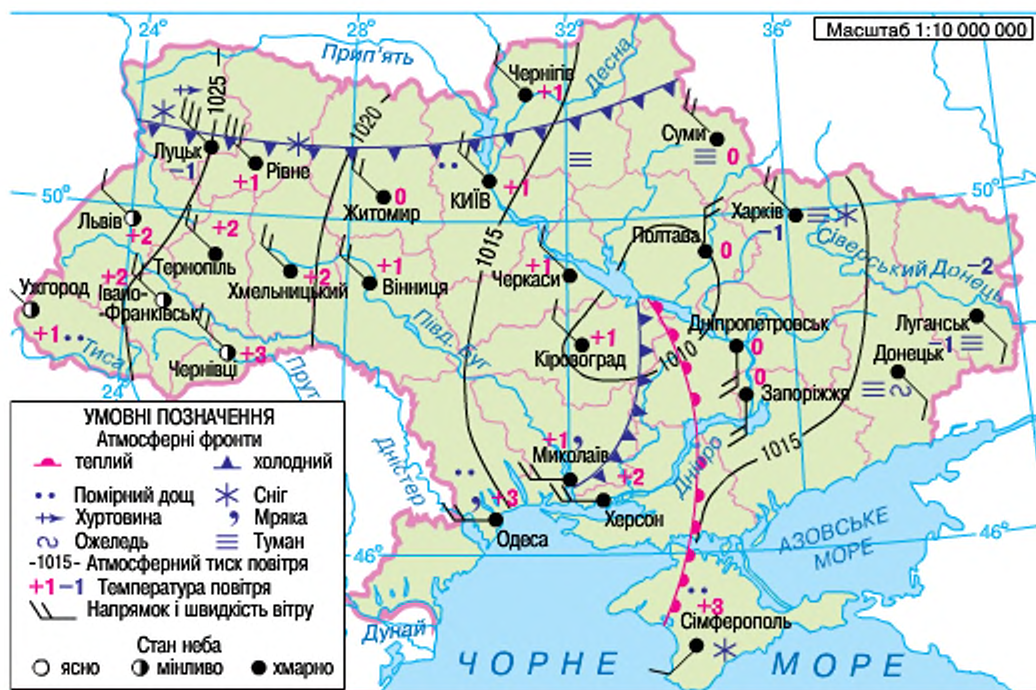 24°
28°
32°
36°
Масштаб 1:10 000 000
Прип'ять
Десна
Чернігів
+1
1025
1020
Луцьк
−1
Рівне
+1
Суми
0
50°
Житомир
0
КИЇВ
+1
Харків
−1
50°
Львів
+2
Тернопіль
+2
Хмельницький
+2
Вінниця
+1
1015
Черкаси
+1
Полтава
0
Сіверський Донець
−2
Ужгород
+1
Івано-
-Франківськ
+2
Чернівці
+3
Тиса
24°
Прут
Півд. Буг
Кіровоград
+1
1010
Дніпропетровськ
0
Луганськ
−1
Донецьк
Запоріжжя
0
1015
Дністер
Миколаїв
+1
Дніпро
Херсон
+2
Одеса
+3
46°
46°
АЗОВСЬКЕ
МОРЕ
Сімферополь
+3
Дунай
ЧОРНЕ МОРЕ
УМОВНІ ПОЗНАЧЕННЯ
Атмосферні фронти
теплий
холодний
Помірний дощ
Сніг
Хуртовина
Мряка
Ожеледь
Туман
-1015- Атмосферний тиск повітря
+1 −1 Температура повітря
Напрямок і швидкість вітру
Стан неба
ясно
мінливо
хмарно